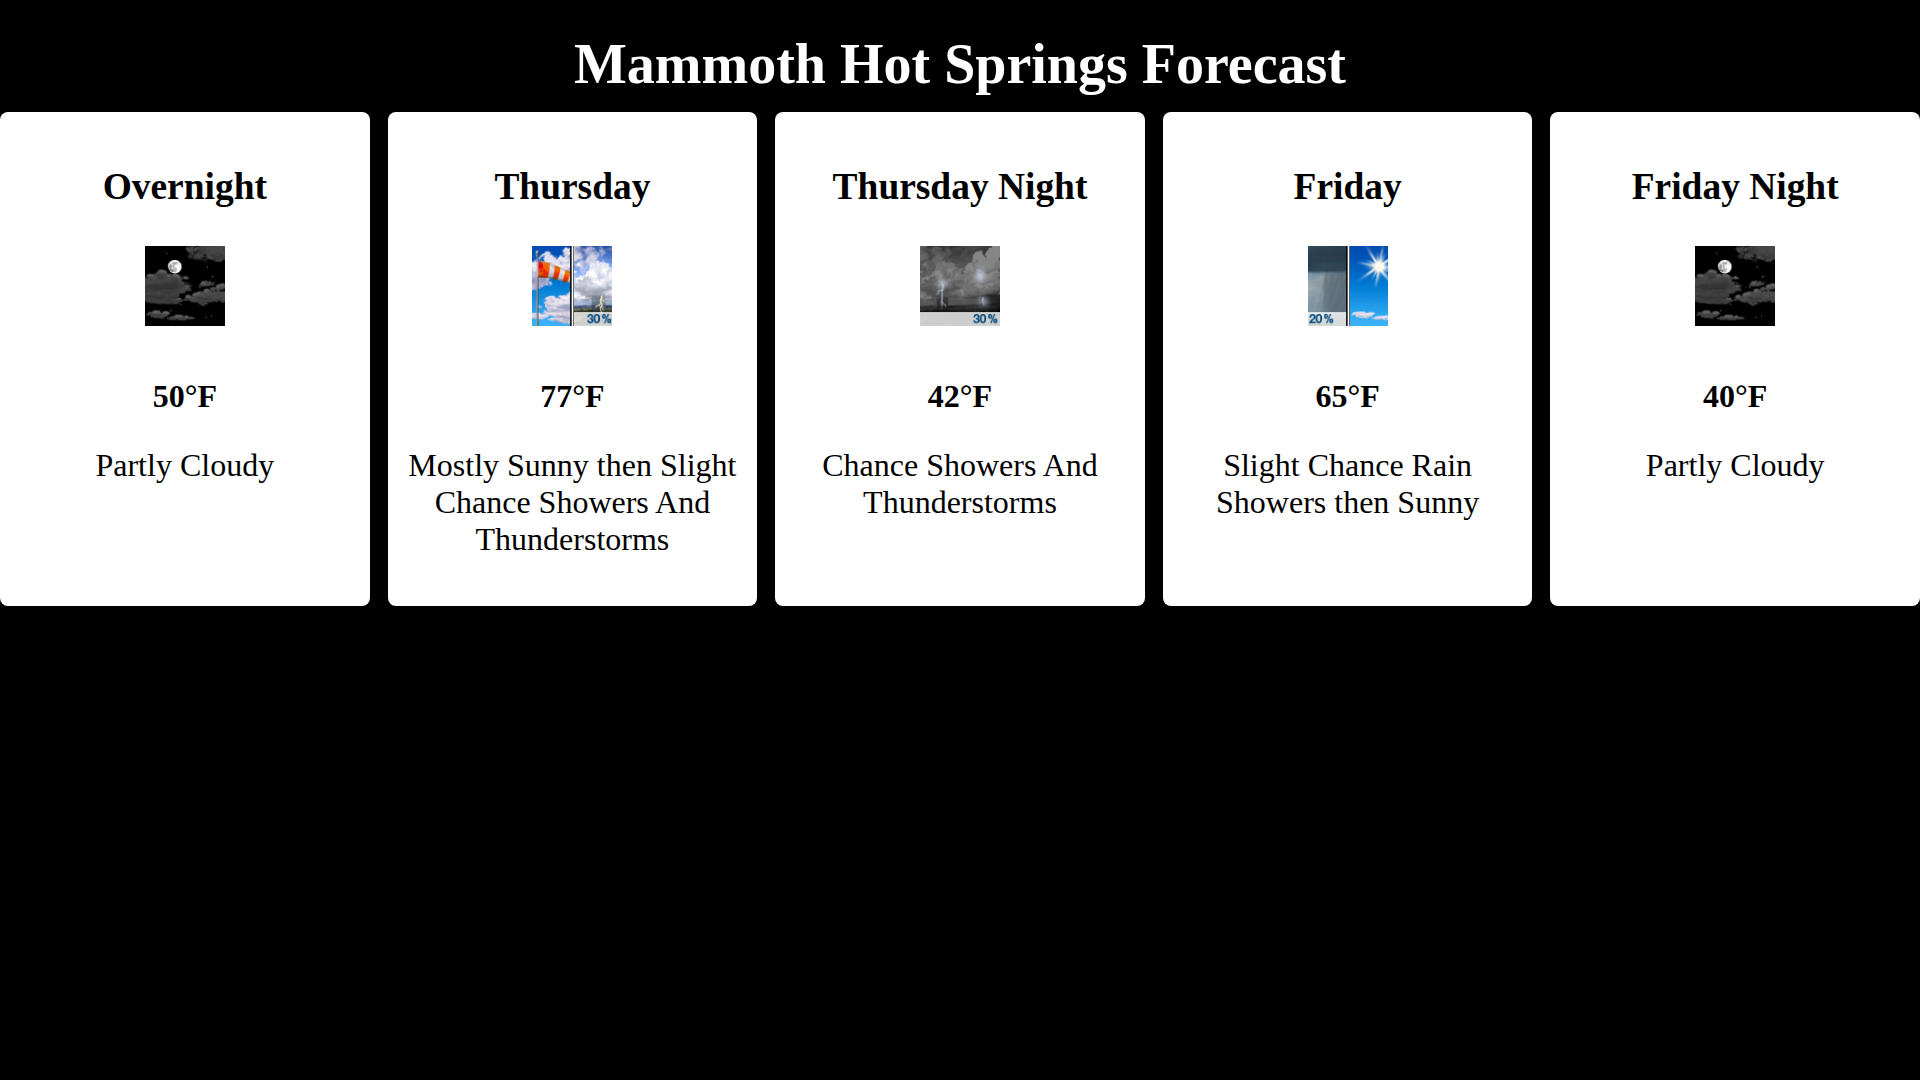 Mammoth Hot Springs Forecast
Overnight
50°F
Partly Cloudy
Thursday
30%
77°F
Mostly Sunny then Slight
Chance Showers And
Thunderstorms
Thursday Night
30%
42°F
Chance Showers And
Thunderstorms
Friday
20%
65°F
Slight Chance Rain
Showers then Sunny
Friday Night
40°F
Partly Cloudy